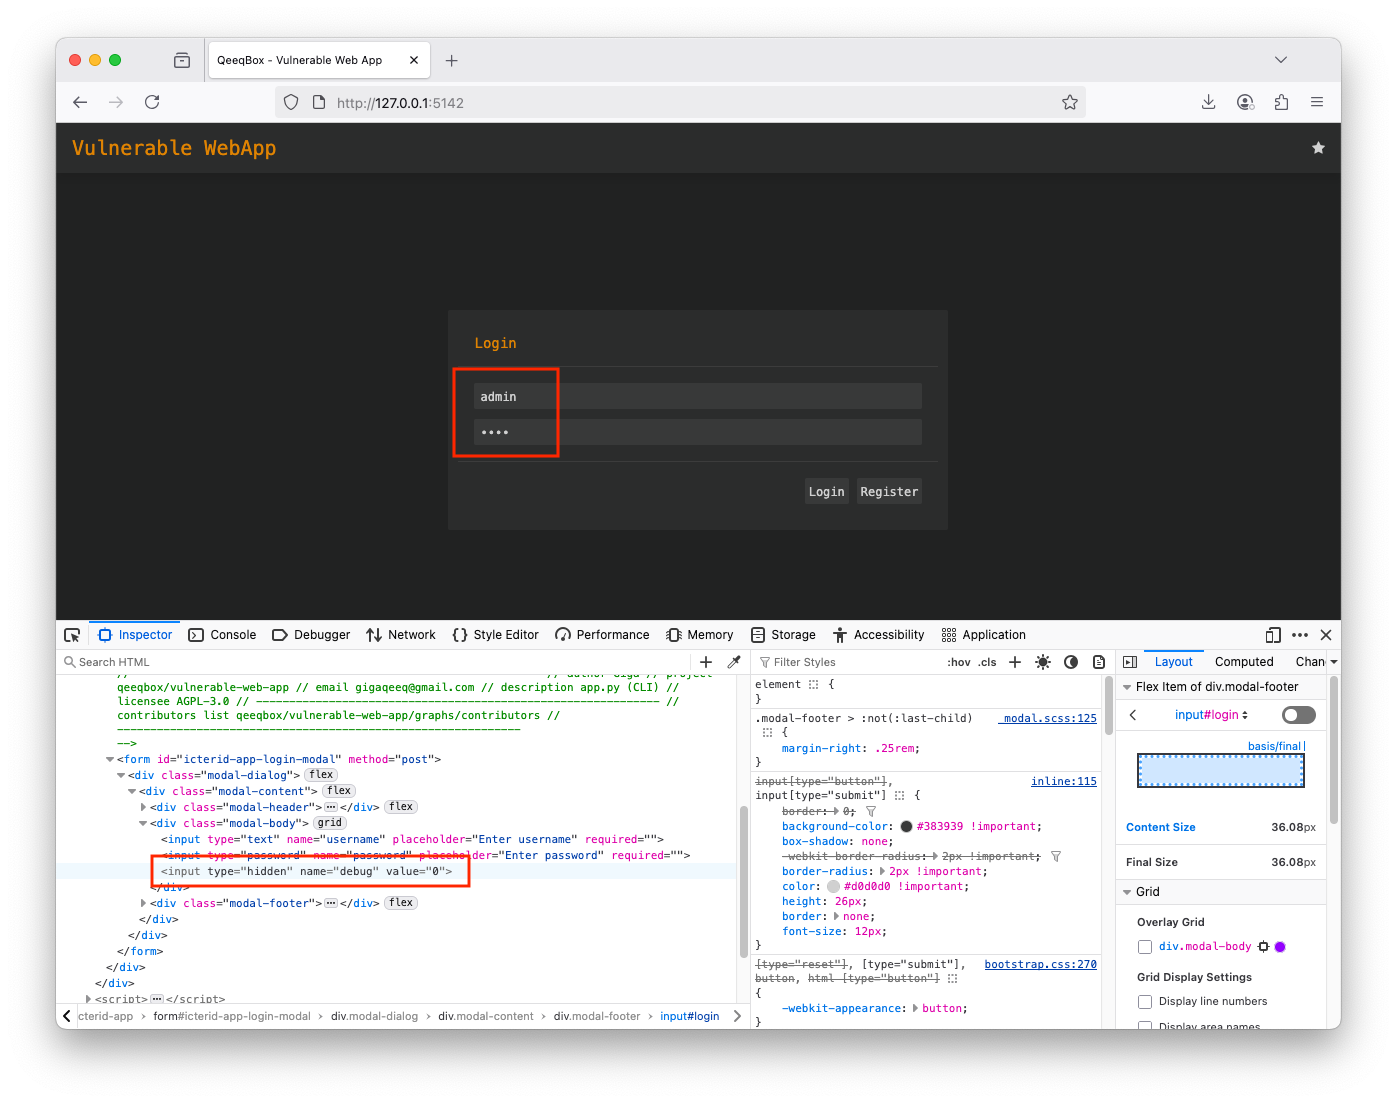 QeeqBox - Vulnerable Web App
http://127.0.0.1:5142
Vulnerable WebApp
Login
admin
••••
Login Register
Inspector Console Debugger Network Style Editor Performance Memory Storage Accessibility Application
Search HTML
// author Giga // project
qeeqbox/vulnerable-web-app // email gigaqeeq@gmail.com // description app.py (CLI) //
licensee AGPL-3.0 // ------------------------------------------------------------ //
contributors list qeeqbox/vulnerable-web-app/graphs/contributors //
------------------------------------------------------------
-->
<form id="icterid-app-login-modal" method="post">
<div class="modal-dialog"> flex
<div class="modal-content"> flex
<div class="modal-header"> ••• </div> flex
<div class="modal-body"> grid
<input type="text" name="username" placeholder="Enter username" required="">
<input type="password" name="password" placeholder="Enter password" required="">
<input type="hidden" name="debug" value="0">
</div>
<div class="modal-footer"> ••• </div> flex
</div>
</div>
</form>
</div>
</div>
<script> ••• </script>
icterid-app › form#icterid-app-login-modal › div.modal-dialog › div.modal-content › div.modal-footer › input#login
Filter Styles :hov .cls
element {
}
.modal-footer > :not(:last-child) _modal.scss:125
{
margin-right: .25rem;
}
input[type="button"], inline:115
input[type="submit"] {
border: 0;
background-color: #383939 !important;
box-shadow: none;
-webkit-border-radius: 2px !important;
border-radius: 2px !important;
color: #d0d0d0 !important;
height: 26px;
border: none;
font-size: 12px;
}
[type="reset"], [type="submit"], bootstrap.css:270
button, html [type="button"]
{
-webkit-appearance: button;
}
Layout Computed
Flex Item of div.modal-footer
input#login
basis/final
Content Size 36.08px
Final Size 36.08px
Grid
Overlay Grid
div.modal-body
Grid Display Settings
Display line numbers
Display area names